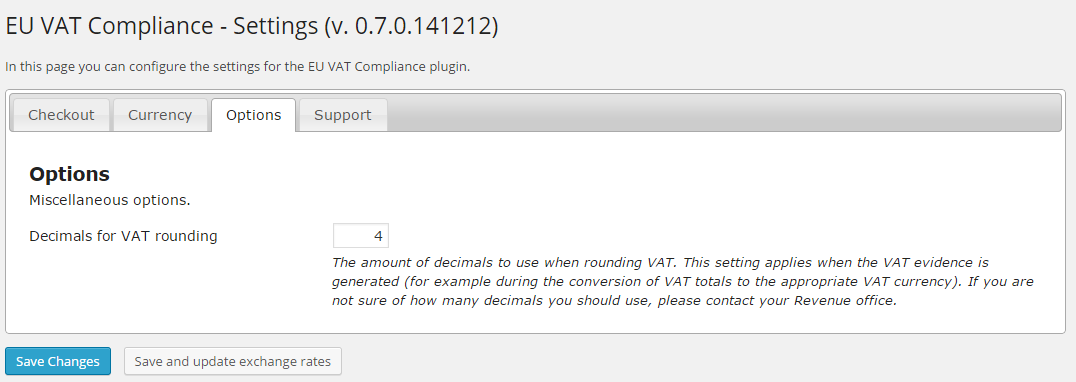 EU VAT Compliance - Settings (v. 0.7.0.141212)
In this page you can configure the settings for the EU VAT Compliance plugin.
Checkout Currency Options Support
Options
Miscellaneous options.
Decimals for VAT rounding 4
The amount of decimals to use when rounding VAT. This setting applies when the VAT evidence is
generated (for example during the conversion of VAT totals to the appropriate VAT currency). If you are
not sure of how many decimals you should use, please contact your Revenue office.
Save Changes Save and update exchange rates